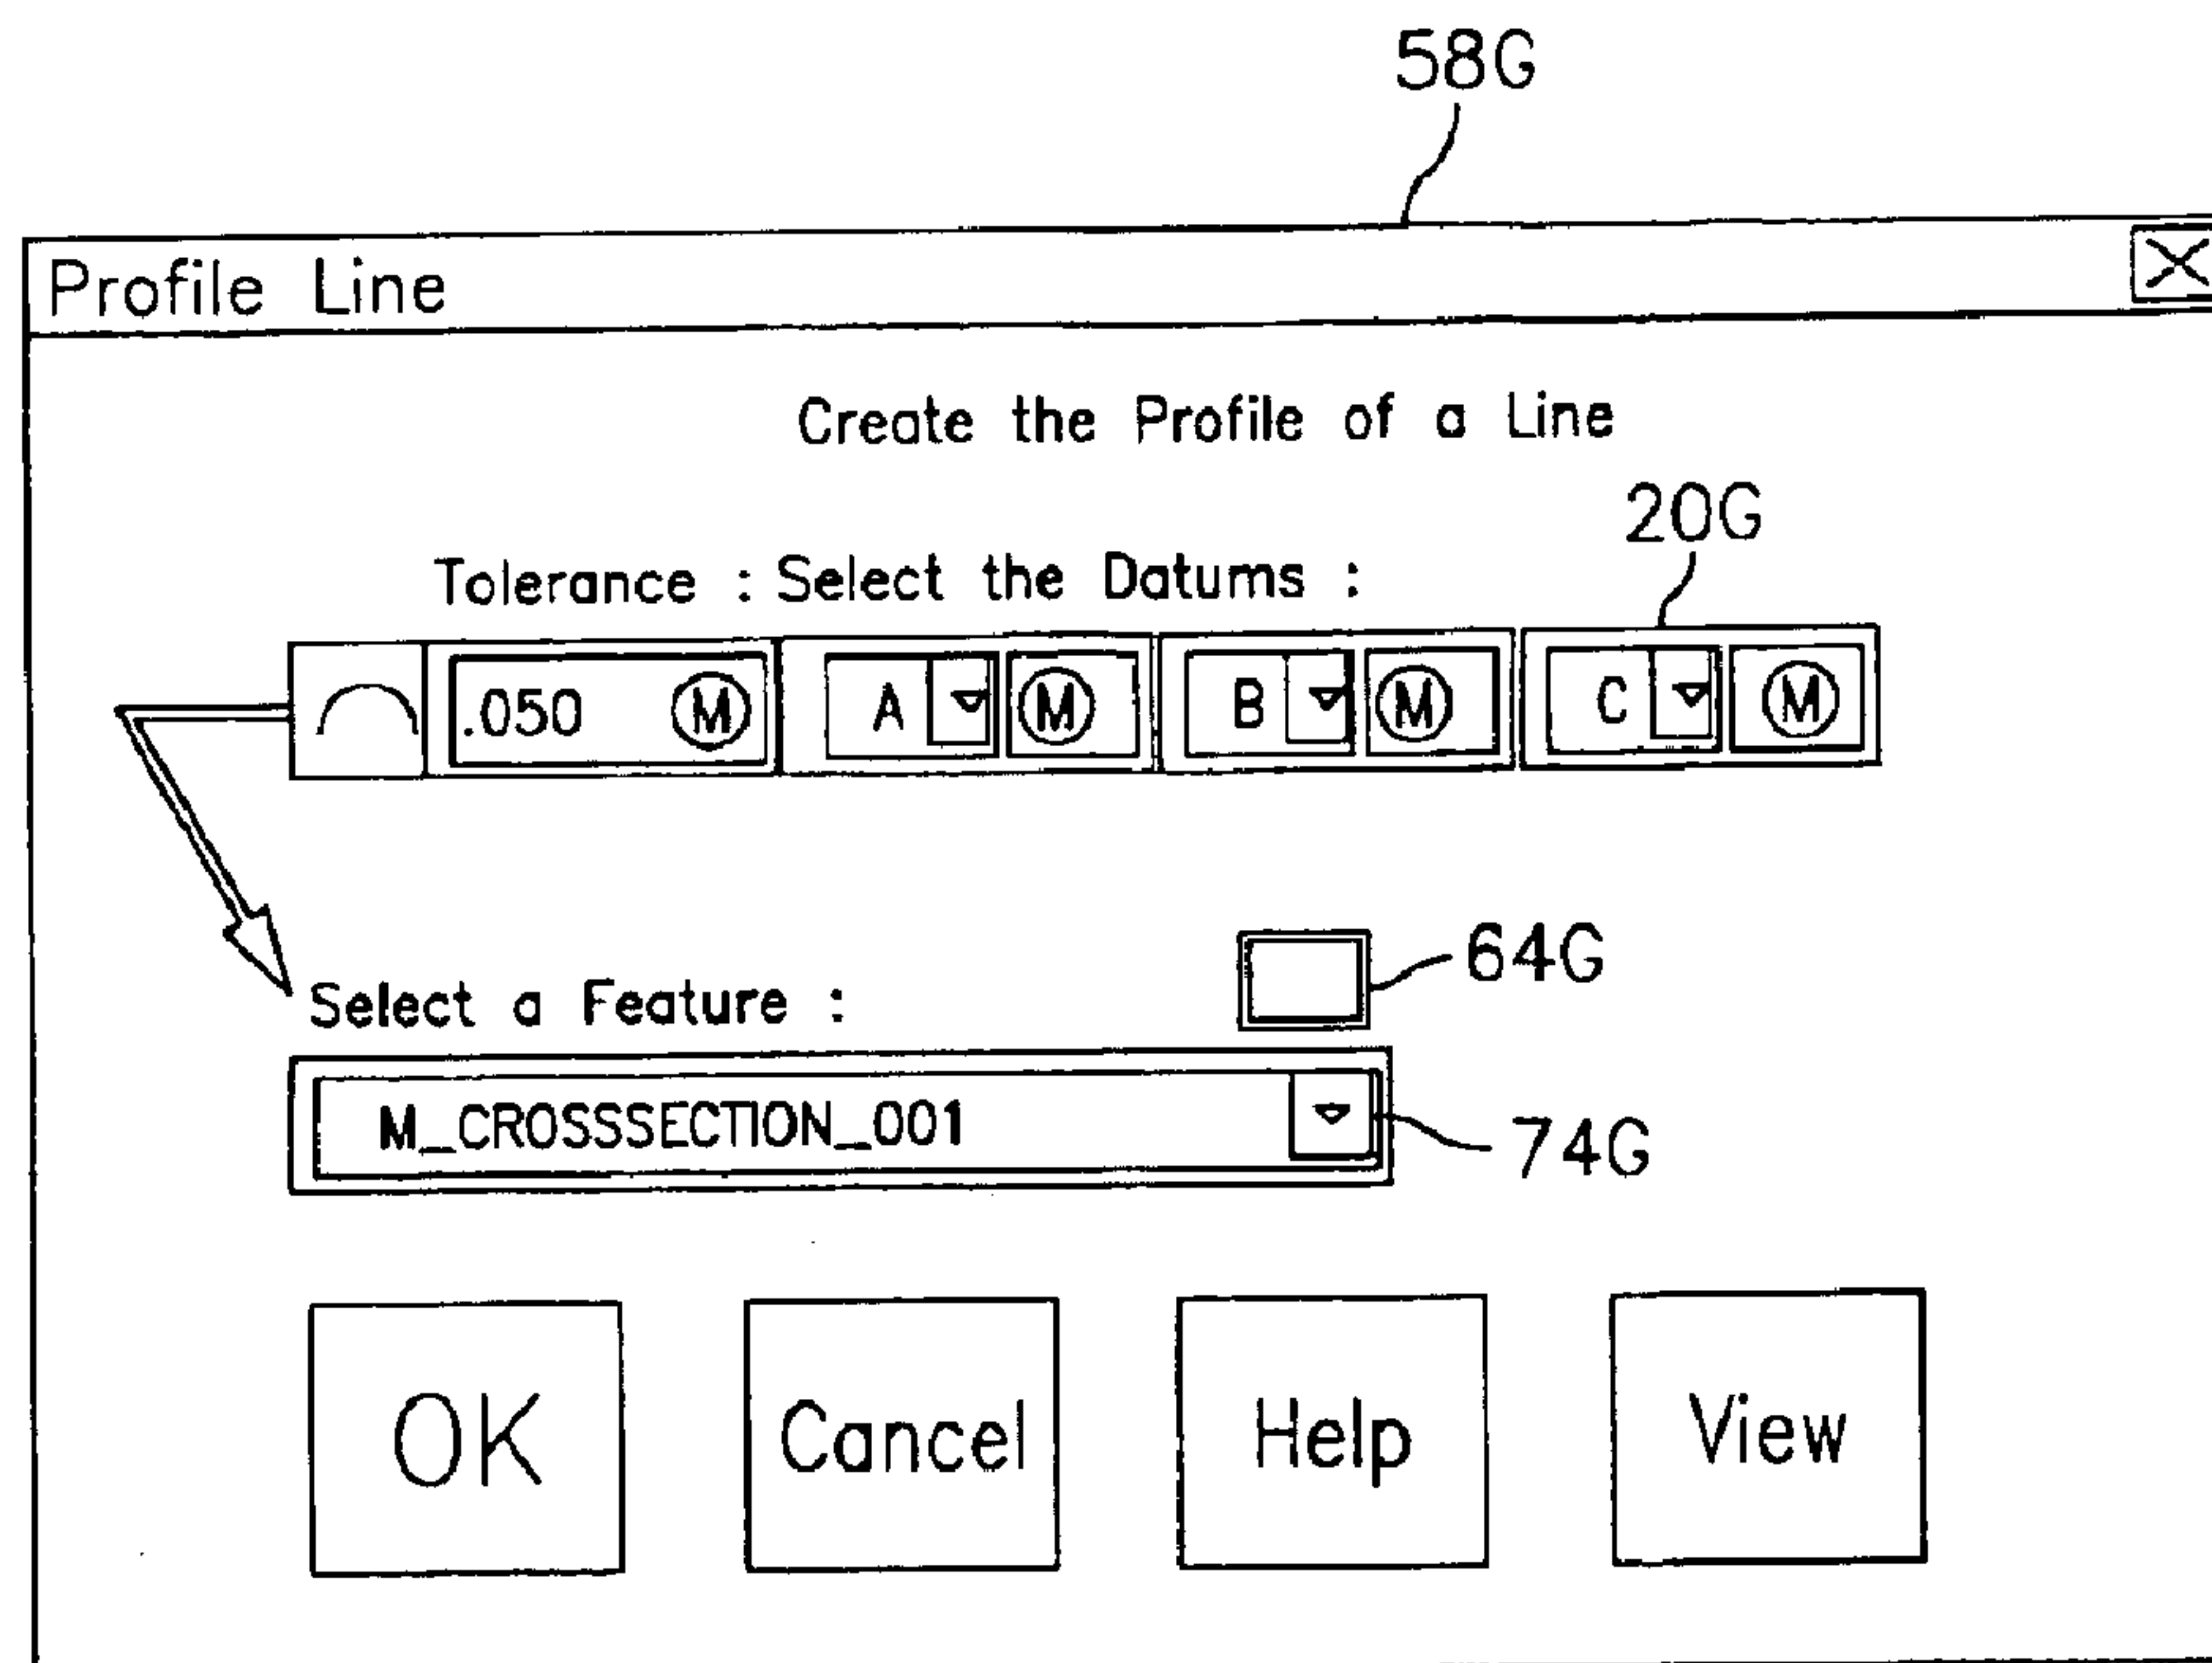 58G
Profile Line
Create the Profile of a Line
20G
Tolerance : Select the Datums :
.050 M A M B M C M
64G
Select a Feature :
M_CROSSSECTION_001
74G
OK Cancel Help View